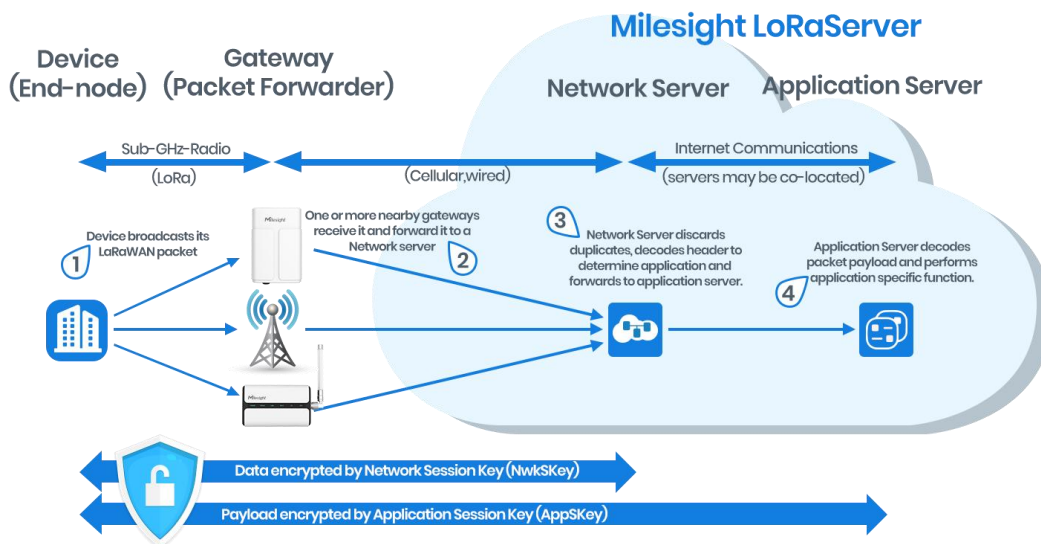 Milesight LoRaServer
Device
(End-node)
Gateway
(Packet Forwarder)
Network Server
Application Server
Sub-GHz-Radio
(LoRa)
(Cellular,wired)
Internet Communications
(servers may be co-located)
1
Device broadcasts its
LaRaWAN packet
Milesight
One or more nearby gateways
receive it and forward it to a
Network server
2
3
Network Server discards
duplicates, decodes header to
determine application and
forwards to application server.
4
Application Server decodes
packet payload and performs
application specific function.
Milesight
Data encrypted by Network Session Key (NwkSKey)
Payload encrypted by Application Session Key (AppSKey)